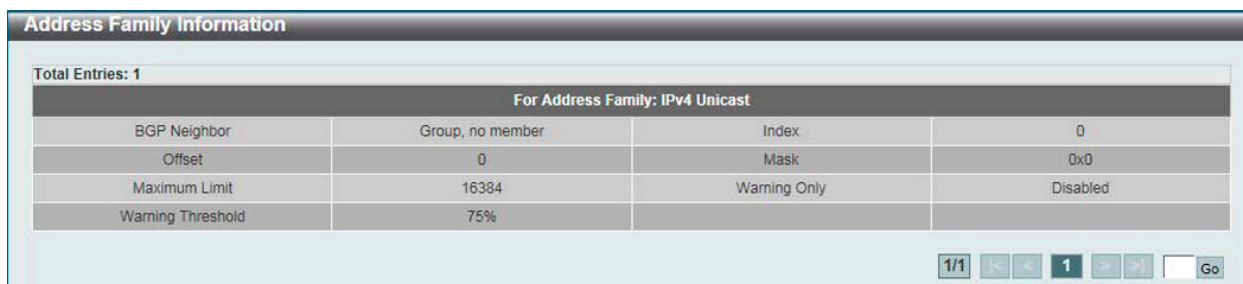 Address Family Information
Total Entries: 1
For Address Family: IPv4 Unicast
BGP Neighbor Group, no member Index 0
Offset 0 Mask 0x0
Maximum Limit 16384 Warning Only Disabled
Warning Threshold 75%
1/1 |< < 1 > >| Go